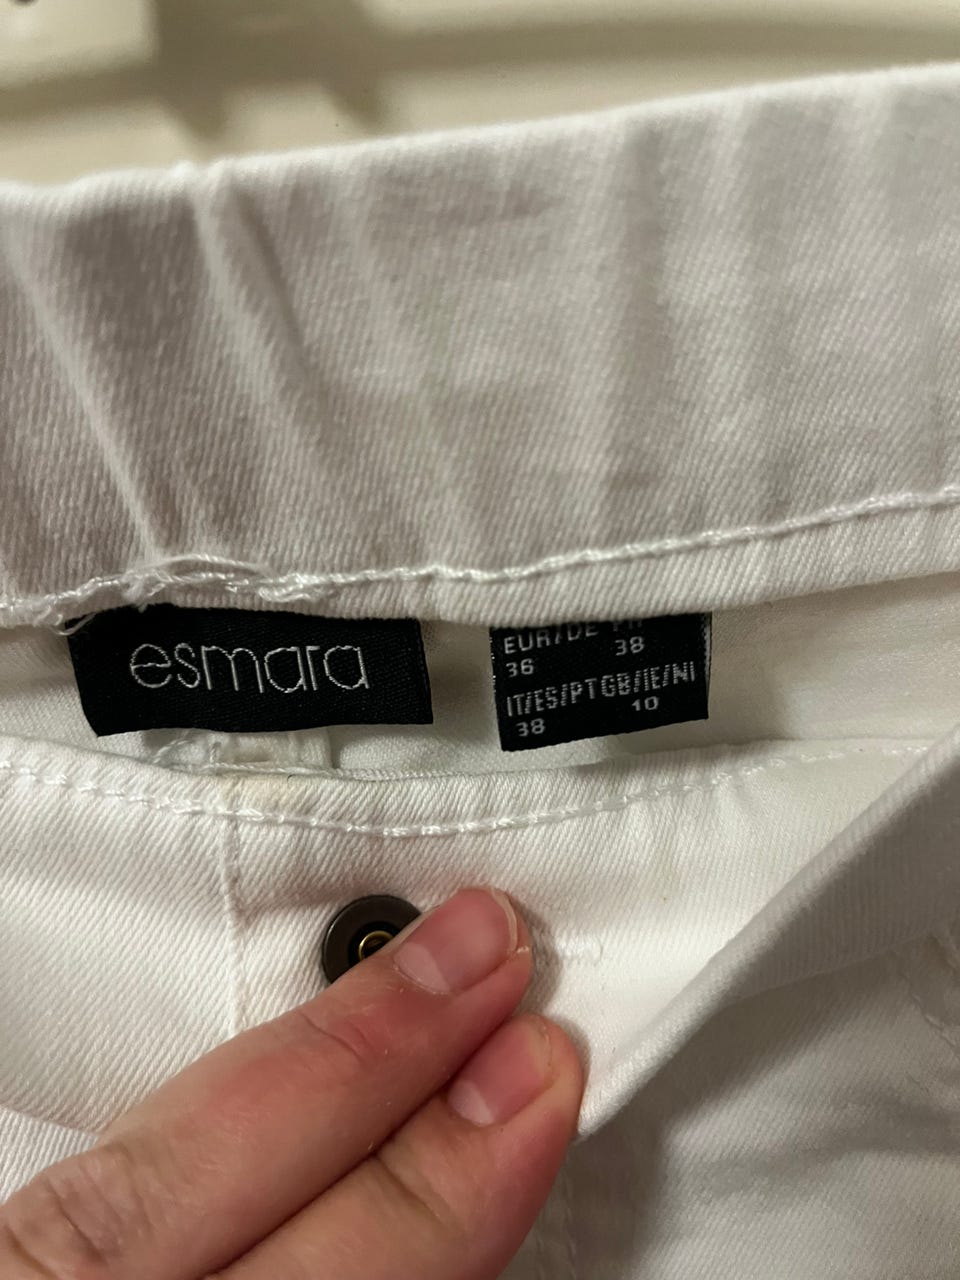 esmara
EUR/DE FR
36 38
IT/ES/PT GB/IE/NI
38 10